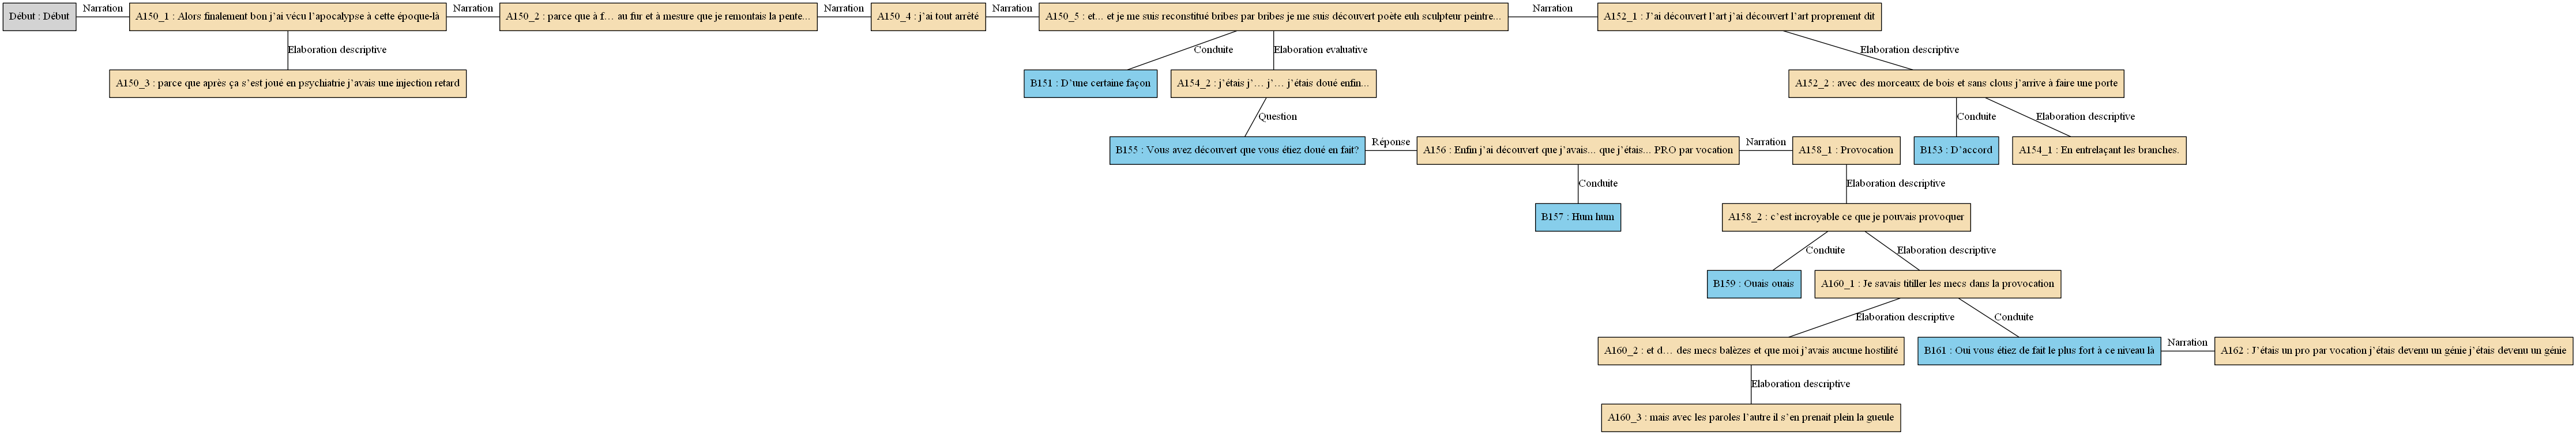 Début : Début
Narration
A150_1 : Alors finalement bon j'ai vécu l'apocalypse à cette époque-là
Narration
A150_2 : parce que à f… au fur et à mesure que je remontais la pente...
Narration
A150_4 : j'ai tout arrêté
Narration
A150_5 : et... et je me suis reconstitué bribes par bribes je me suis découvert poète euh sculpteur peintre...
Narration
A152_1 : J'ai découvert l'art j'ai découvert l'art proprement dit
Elaboration descriptive
Conduite
Elaboration evaluative
Elaboration descriptive
A150_3 : parce que après ça s'est joué en psychiatrie j'avais une injection retard
B151 : D'une certaine façon
A154_2 : j'étais j'… j'… j'étais doué enfin...
A152_2 : avec des morceaux de bois et sans clous j'arrive à faire une porte
Question
Conduite
Elaboration descriptive
B155 : Vous avez découvert que vous étiez doué en fait?
Réponse
A156 : Enfin j'ai découvert que j'avais... que j'étais... PRO par vocation
Narration
A158_1 : Provocation
B153 : D'accord
A154_1 : En entrelaçant les branches.
Conduite
Elaboration descriptive
B157 : Hum hum
A158_2 : c'est incroyable ce que je pouvais provoquer
Conduite
Elaboration descriptive
B159 : Ouais ouais
A160_1 : Je savais titiller les mecs dans la provocation
Elaboration descriptive
Conduite
A160_2 : et d… des mecs balèzes et que moi j'avais aucune hostilité
B161 : Oui vous étiez de fait le plus fort à ce niveau là
Narration
A162 : J'étais un pro par vocation j'étais devenu un génie j'étais devenu un génie
Elaboration descriptive
A160_3 : mais avec les paroles l'autre il s'en prenait plein la gueule